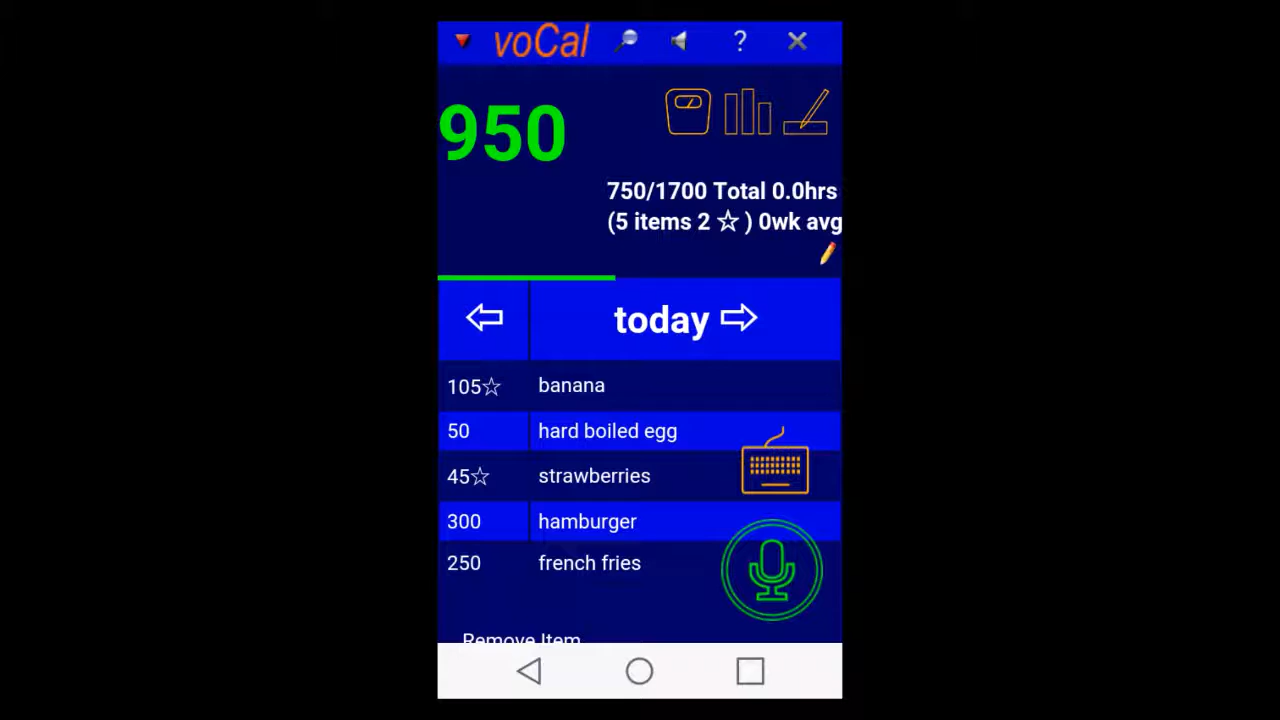 voCal ?
950
750/1700 Total 0.0hrs
(5 items 2 ☆ ) 0wk avg
today
105☆ banana
50 hard boiled egg
45☆ strawberries
300 hamburger
250 french fries
Remove Item